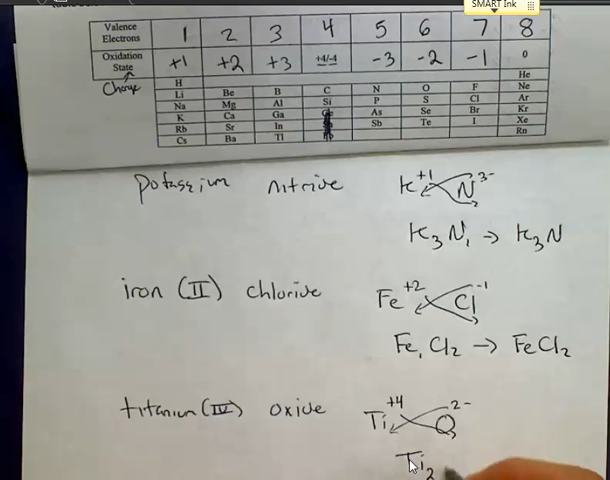 SMART Ink
Valence Electrons 1 2 3 4 5 6 7 8
Oxidation State +1 +2 +3 +4/-4 -3 -2 -1 0
Charge
H He
Li Be B C N O F Ne
Na Mg Al Si P S Cl Ar
K Ca Ga As Se Br Kr
Rb Sr In Sb Te I Xe
Cs Ba Tl Rn
potassium nitride K+1 N3-
K3N1 → K3N
iron (II) chloride Fe+2 Cl-1
Fe1Cl2 → FeCl2
titanium (IV) oxide Ti+4 O2-
Ti2